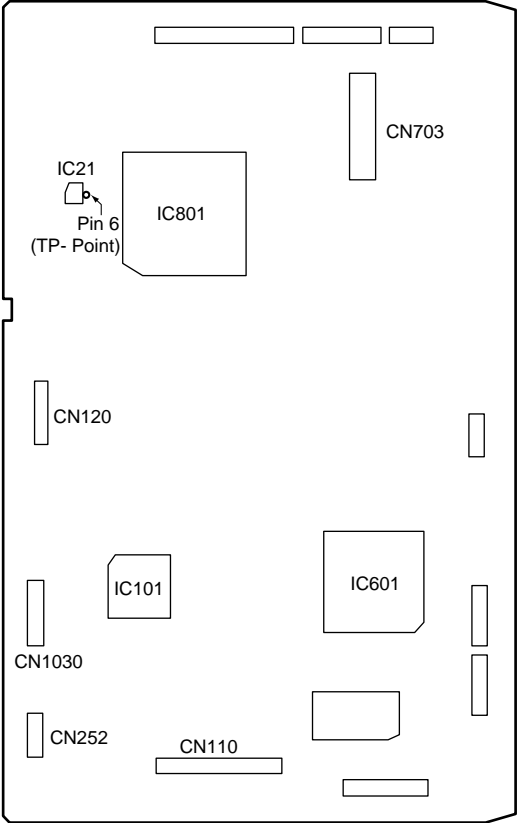 CN703
IC21
IC801
Pin 6
(TP- Point)
CN120
IC101
IC601
CN1030
CN252
CN110